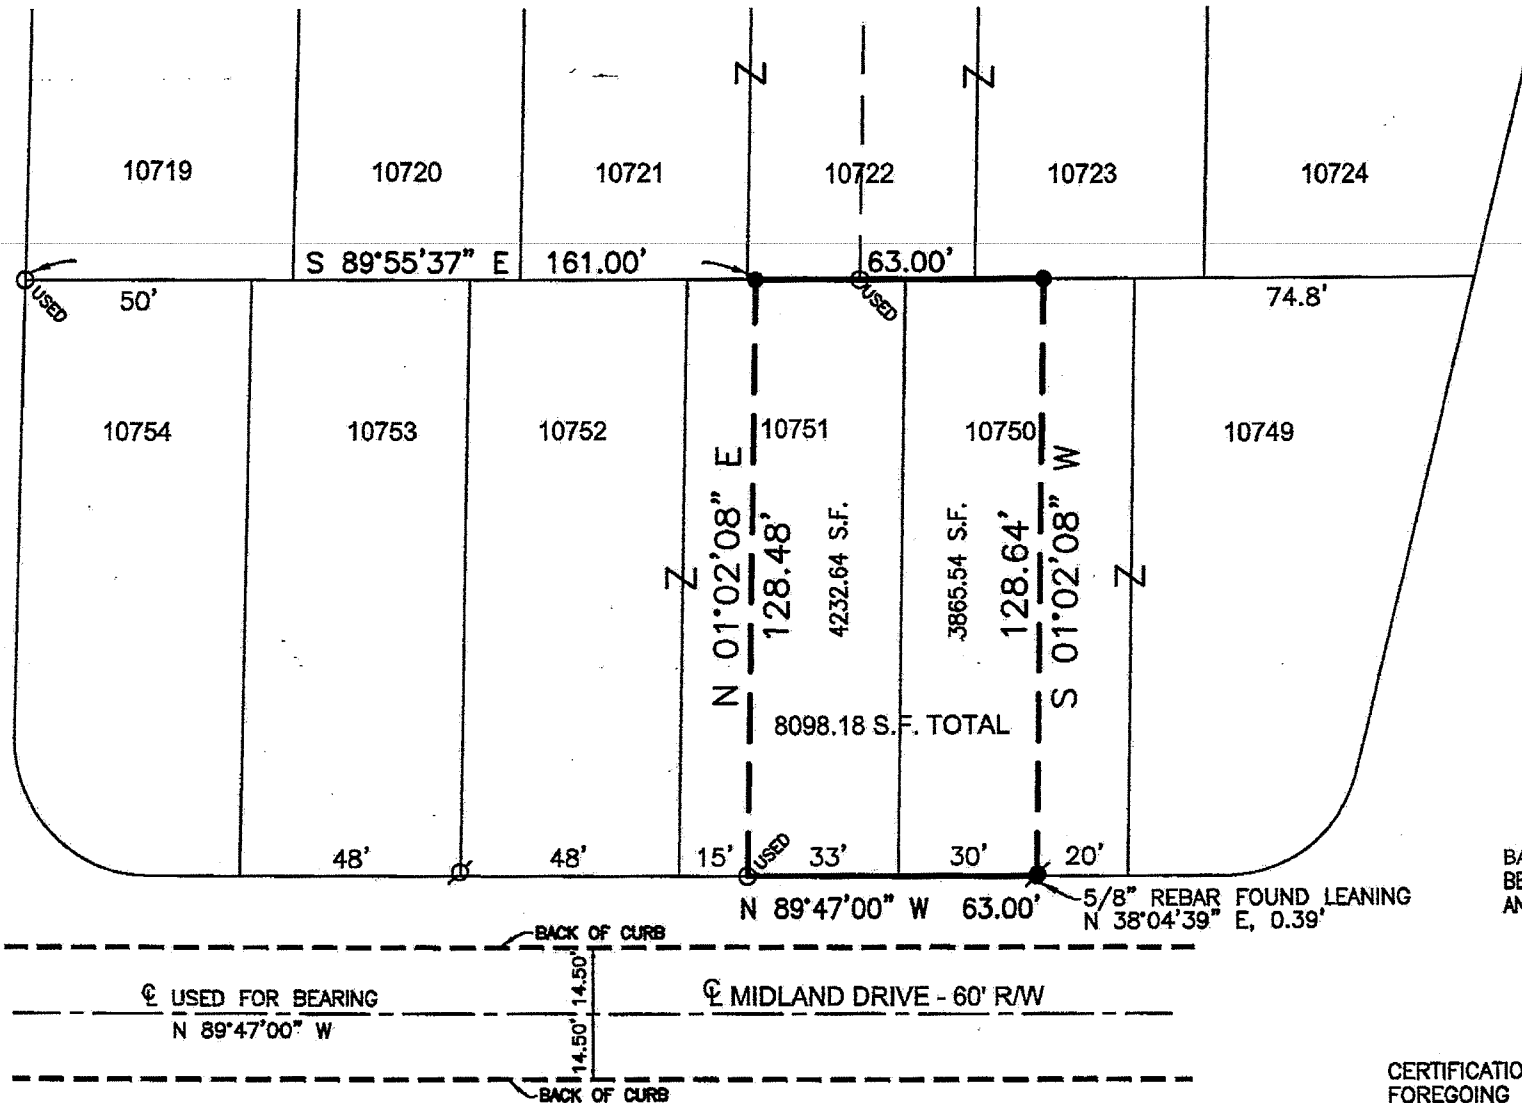 10719
10720
10721
10722
10723
10724
S 89°55'37" E 161.00'
63.00'
USED
50'
USED
74.8'
10754
10753
10752
10751
10750
10749
N 01°02'08" E
128.48'
4232.64 S.F.
3865.54 S.F.
128.64'
S 01°02'08" W
Z
Z
Z
Z
8098.18 S.F. TOTAL
48'
48'
15'
USED
33'
30'
20'
N 89°47'00" W 63.00'
5/8" REBAR FOUND LEANING
N 38°04'39" E, 0.39'
BACK OF CURB
14.50'
14.50'
℄ USED FOR BEARING
N 89°47'00" W
℄ MIDLAND DRIVE - 60' R/W
BACK OF CURB
FOREGOING